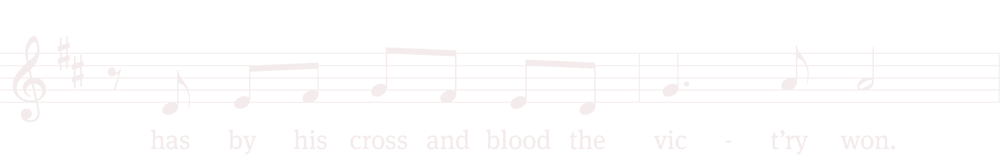 has by his cross and blood the vic - t’ry won.